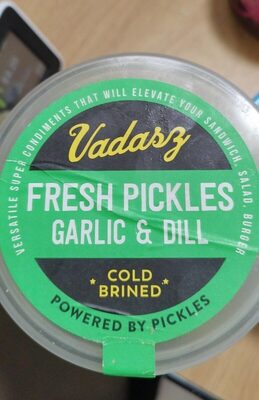 VERSATILE SUPER CONDIMENTS THAT WILL ELEVATE YOUR SANDWICH, SALAD, BURGER
Vadasz
FRESH PICKLES
GARLIC & DILL
COLD
BRINED
POWERED BY PICKLES